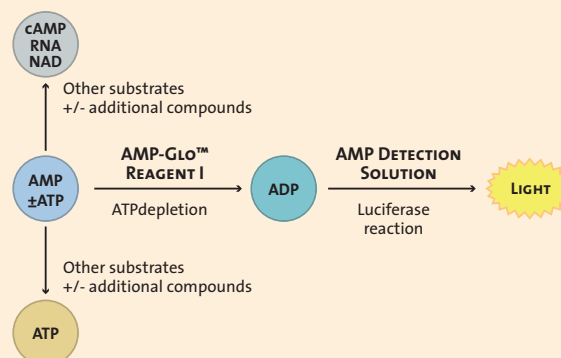 cAMP
RNA
NAD
Other substrates
+/- additional compounds
AMP
±ATP
AMP-Glo™
Reagent I
ATPdepletion
ADP
AMP Detection
Solution
Luciferase
reaction
Light
Other substrates
+/- additional compounds
ATP